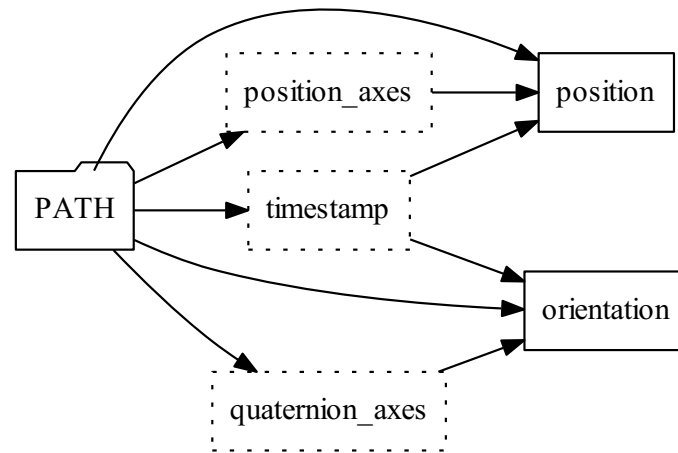 position_axes
position
PATH
timestamp
orientation
quaternion_axes